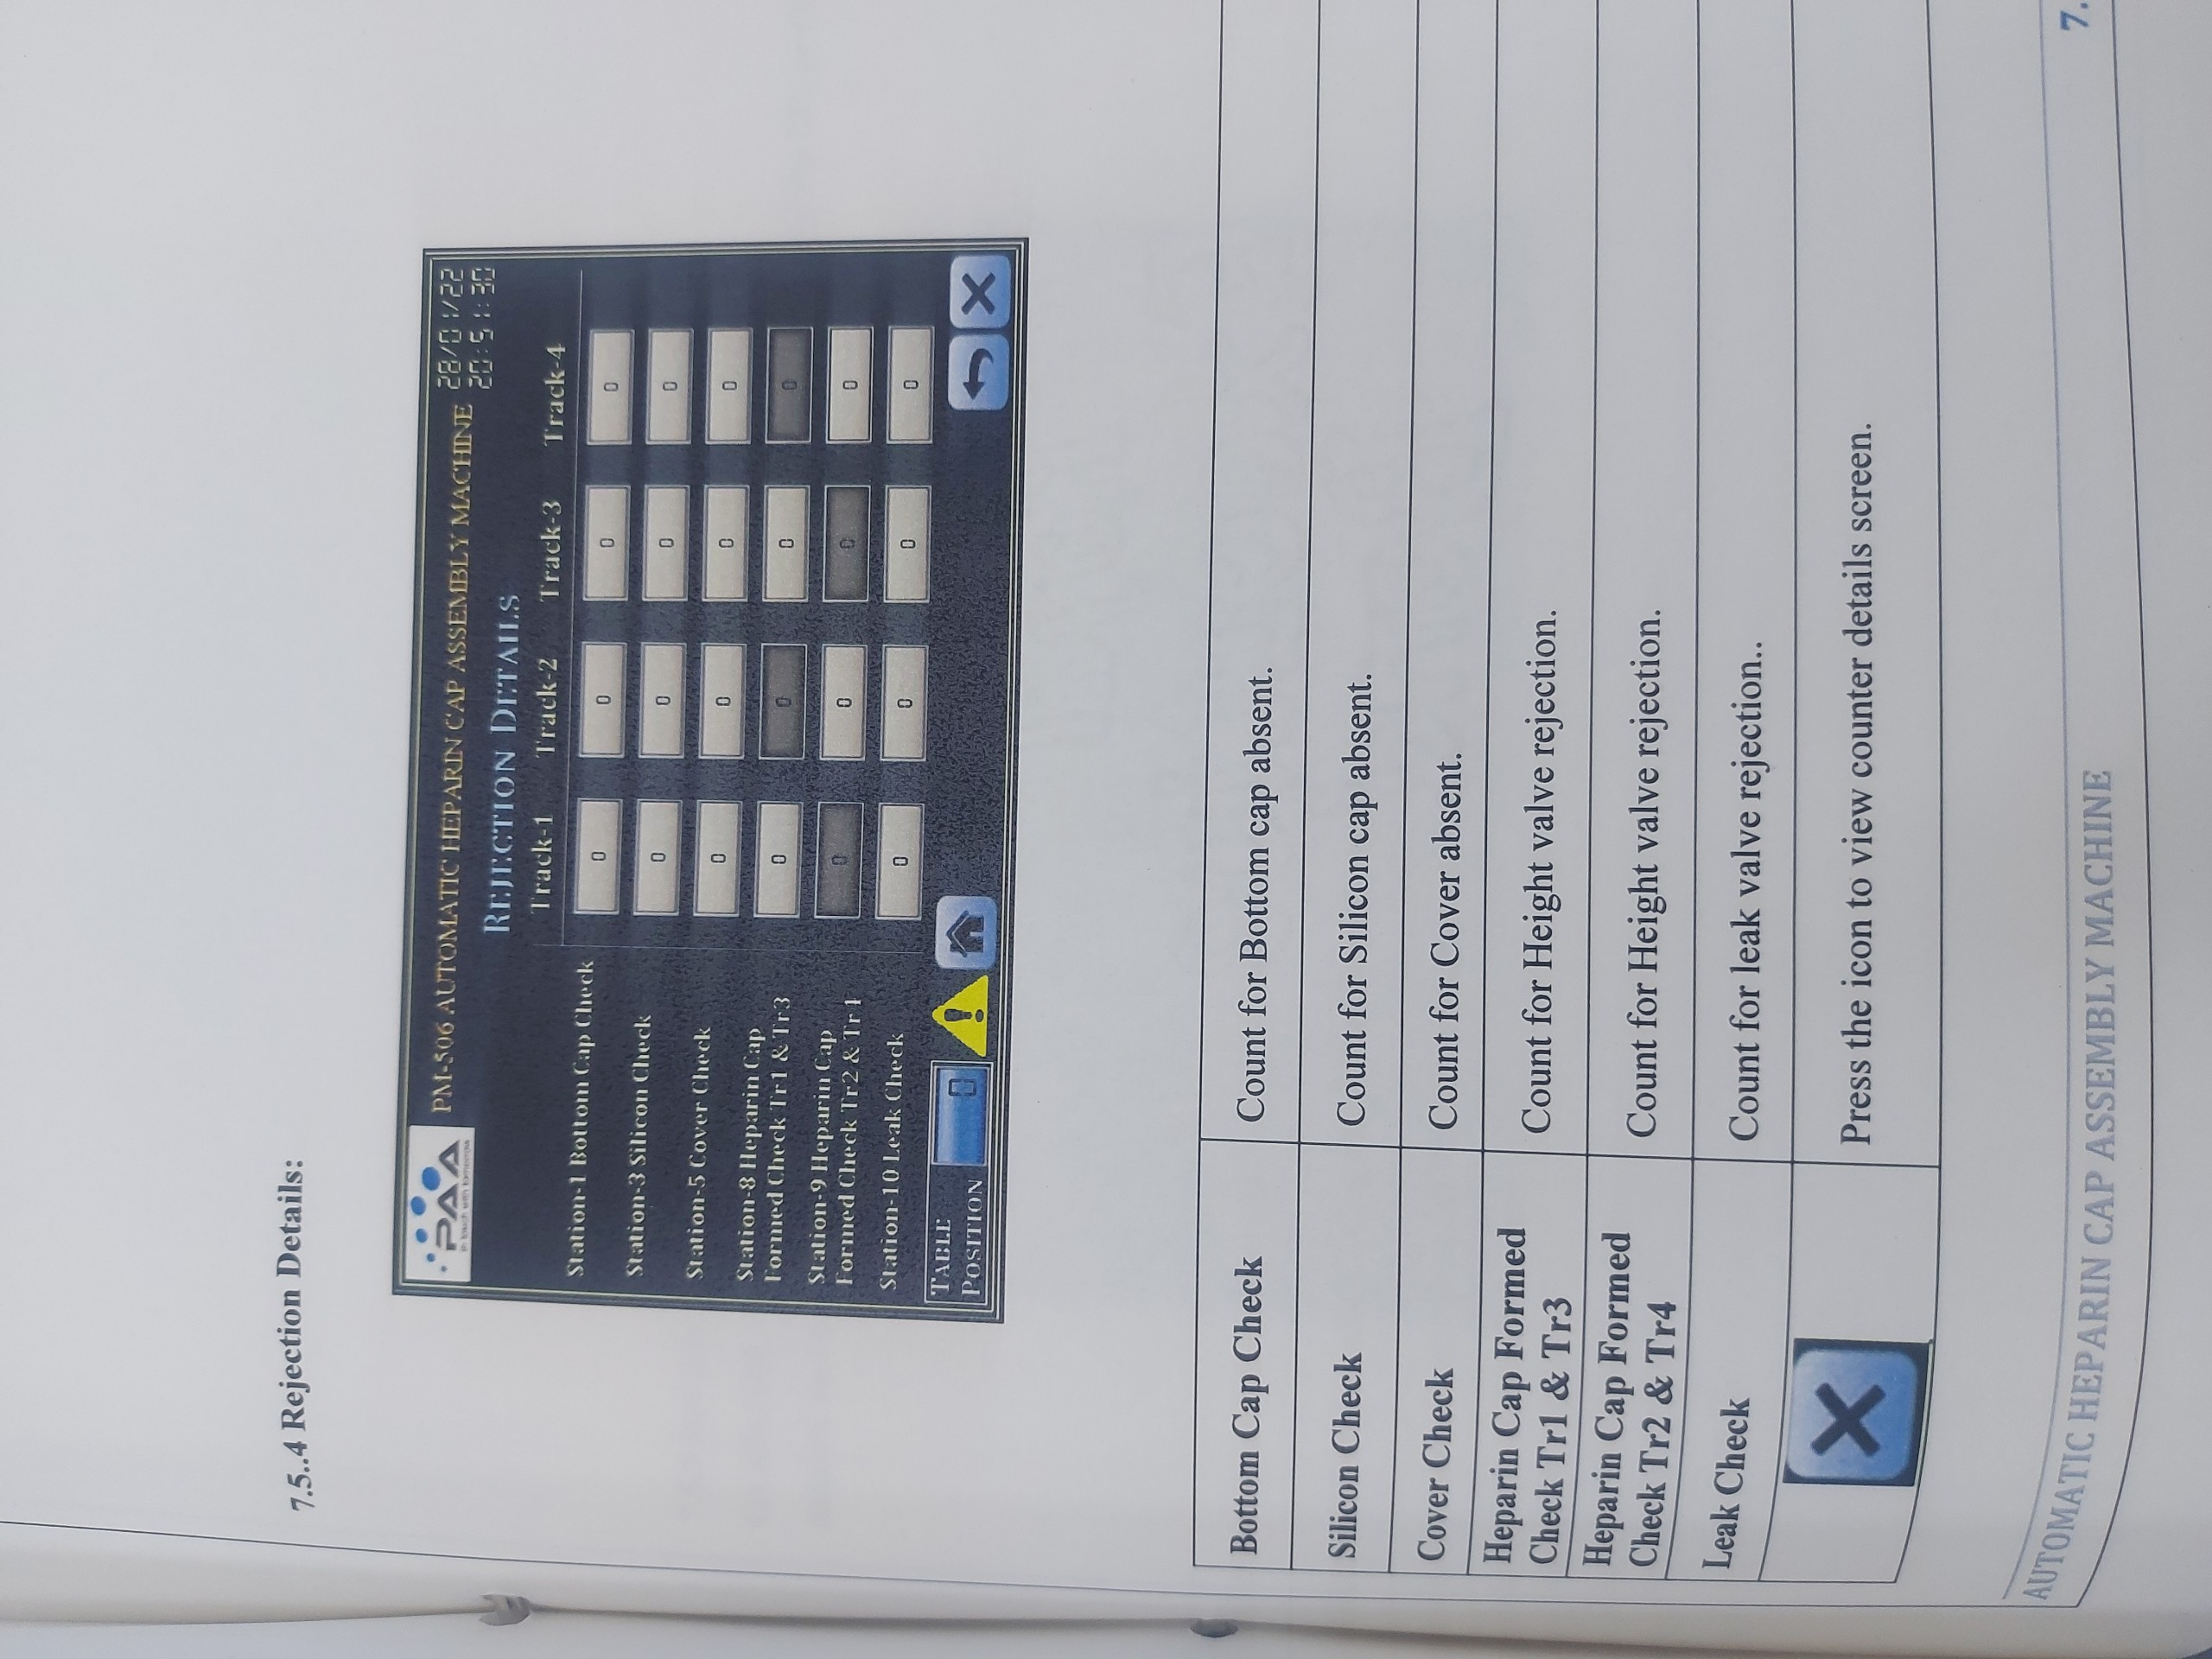 7.5..4 Rejection Details:
PAA
in touch with tomorrow
PM-506 AUTOMATIC HEPARIN CAP ASSEMBLY MACHINE
28/01/22
20:51:30
REJECTION DETAILS
Track-1 Track-2 Track-3 Track-4
Station-1 Bottom Cap Check 0 0 0 0
Station-3 Silicon Check 0 0 0 0
Station-5 Cover Check 0 0 0 0
Station-8 Heparin Cap
Formed Check Tr1 & Tr3 0 0 0 0
Station-9 Heparin Cap
Formed Check Tr2 & Tr4 0 0 0 0
Station-10 Leak Check 0 0 0 0
TABLE
POSITION 0
Bottom Cap Check Count for Bottom cap absent.
Silicon Check Count for Silicon cap absent.
Cover Check Count for Cover absent.
Heparin Cap Formed
Check Tr1 & Tr3 Count for Height valve rejection.
Heparin Cap Formed
Check Tr2 & Tr4 Count for Height valve rejection.
Leak Check Count for leak valve rejection..
Press the icon to view counter details screen.
AUTOMATIC HEPARIN CAP ASSEMBLY MACHINE 7.